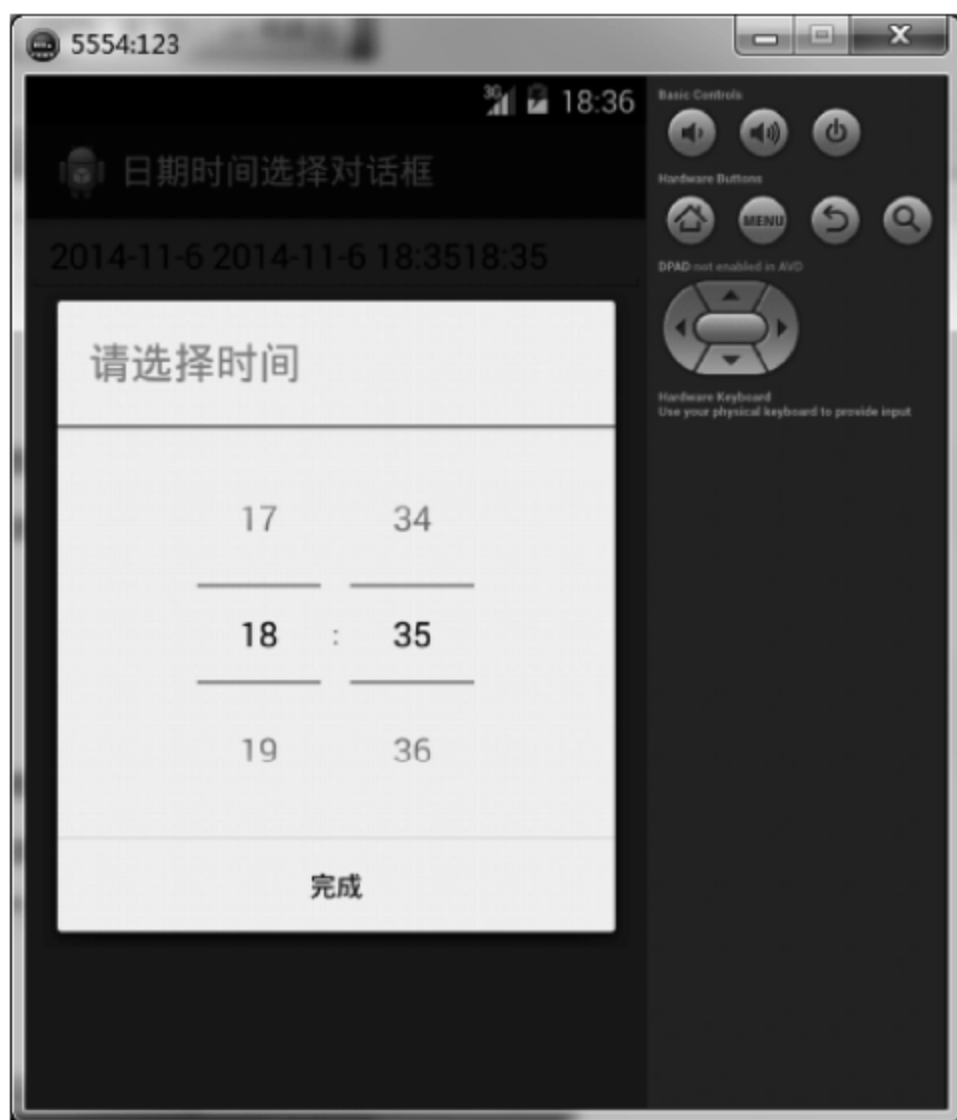 5554:123
3G 18:36
日期时间选择对话框
2014-11-6 2014-11-6 18:3518:35
请选择时间
17 34
18 : 35
19 36
完成
Basic Controls
Hardware Buttons
MENU
DPAD not enabled in AVD
Hardware Keyboard
Use your physical keyboard to provide input